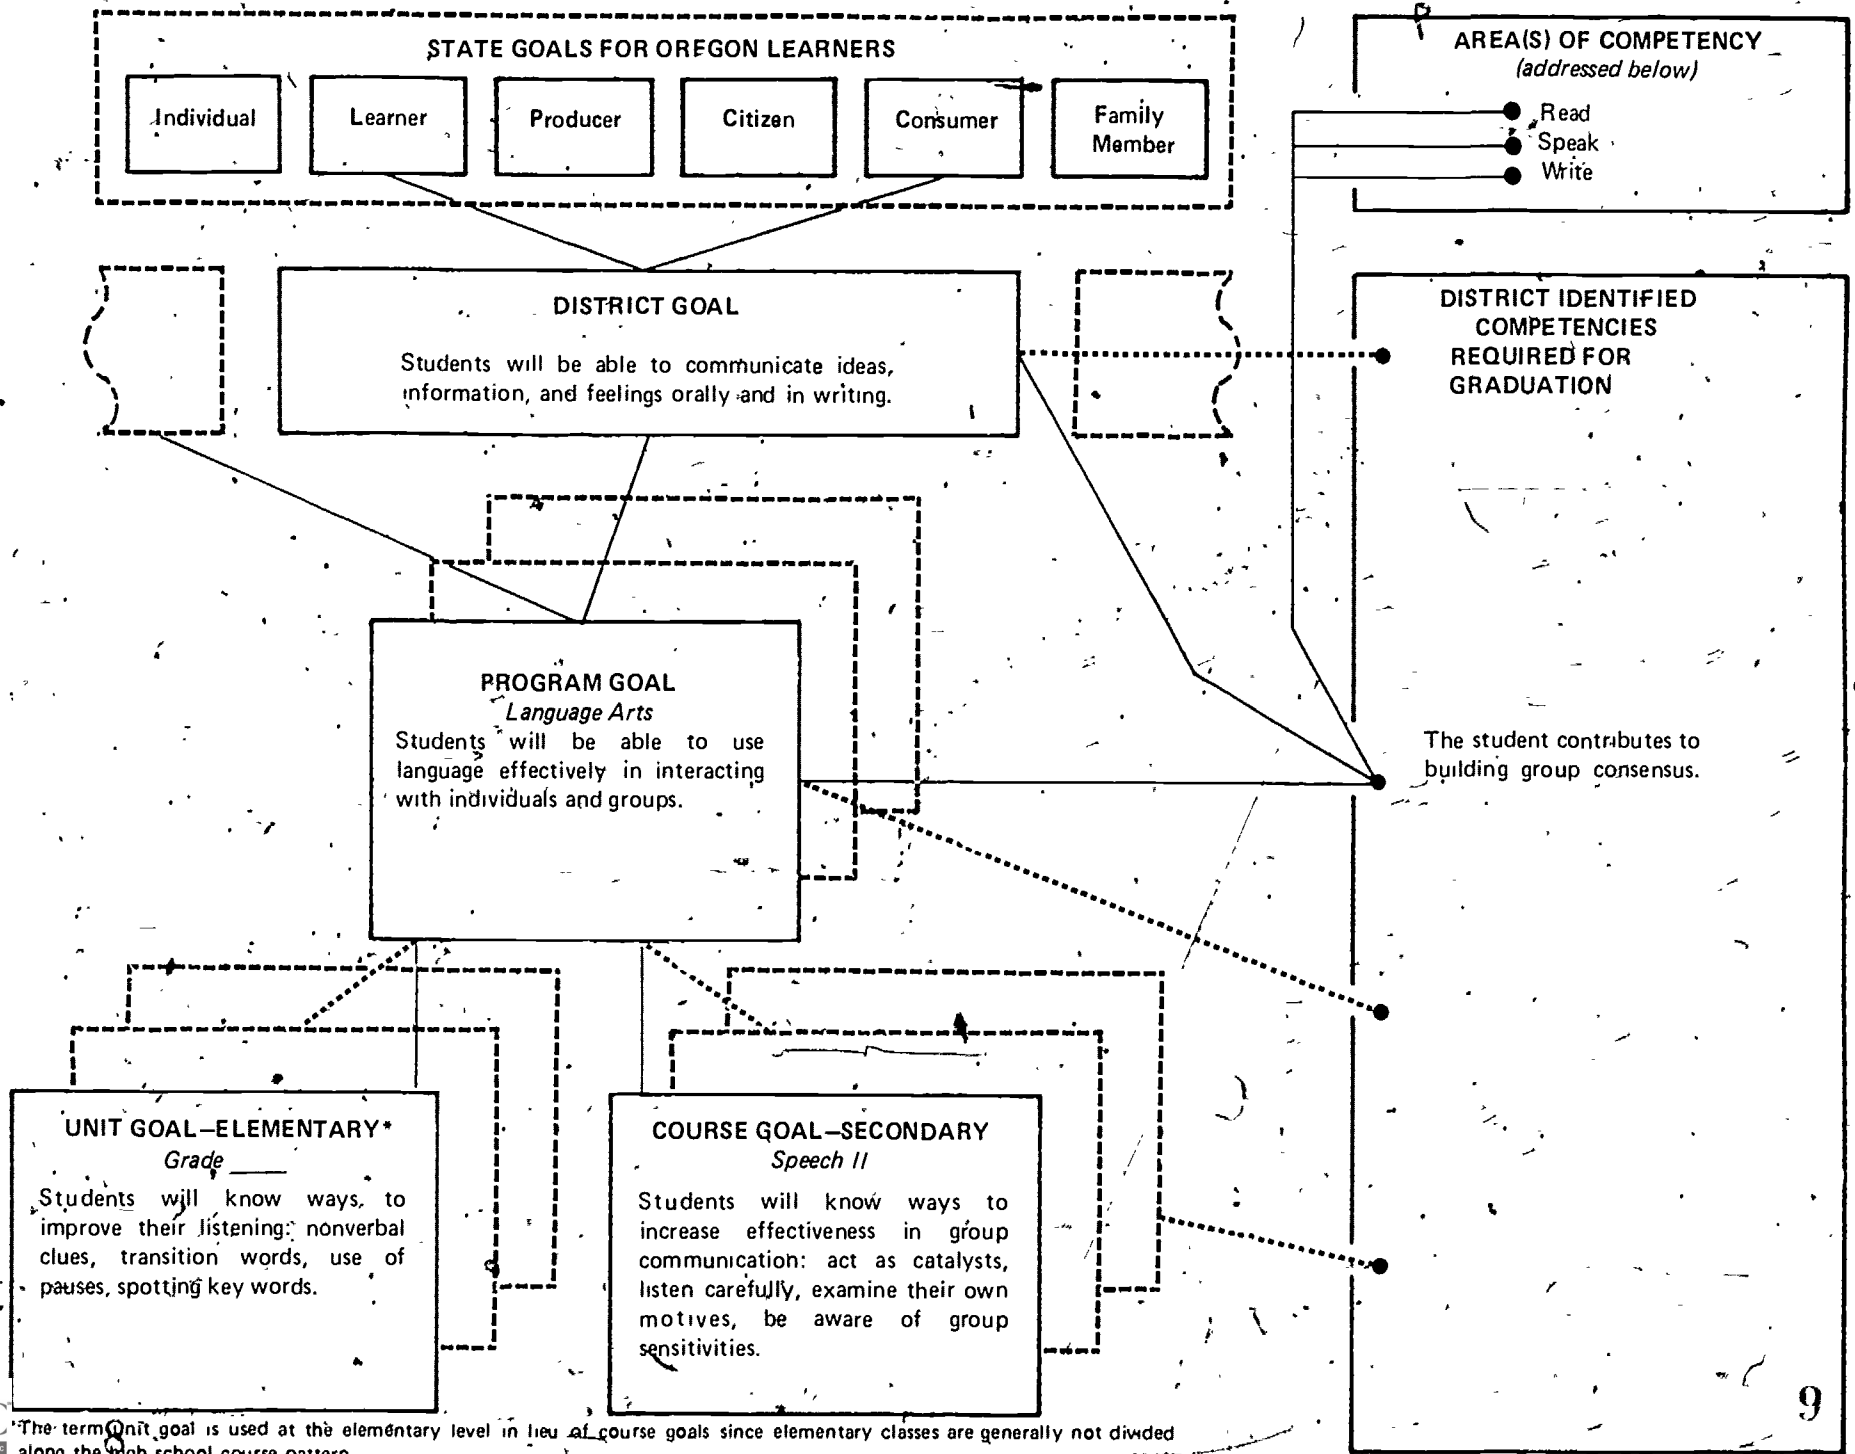 STATE GOALS FOR OREGON LEARNERS
Individual
Learner
Producer
Citizen
Consumer
Family
Member
AREA(S) OF COMPETENCY
(addressed below)
Read
Speak
Write
DISTRICT GOAL
Students will be able to communicate ideas,
information, and feelings orally and in writing.
DISTRICT IDENTIFIED
COMPETENCIES
REQUIRED FOR
GRADUATION
PROGRAM GOAL
Language Arts
Students will be able to use
language effectively in interacting
with individuals and groups.
The student contributes to
building group consensus.
UNIT GOAL—ELEMENTARY*
Grade ____
Students will know ways to
improve their listening: nonverbal
clues, transition words, use of
pauses, spotting key words.
COURSE GOAL—SECONDARY
Speech II
Students will know ways to
increase effectiveness in group
communication: act as catalysts,
listen carefully, examine their own
motives, be aware of group
sensitivities.
9
*The term unit goal is used at the elementary level in lieu of course goals since elementary classes are generally not divided
along the high school course pattern
8